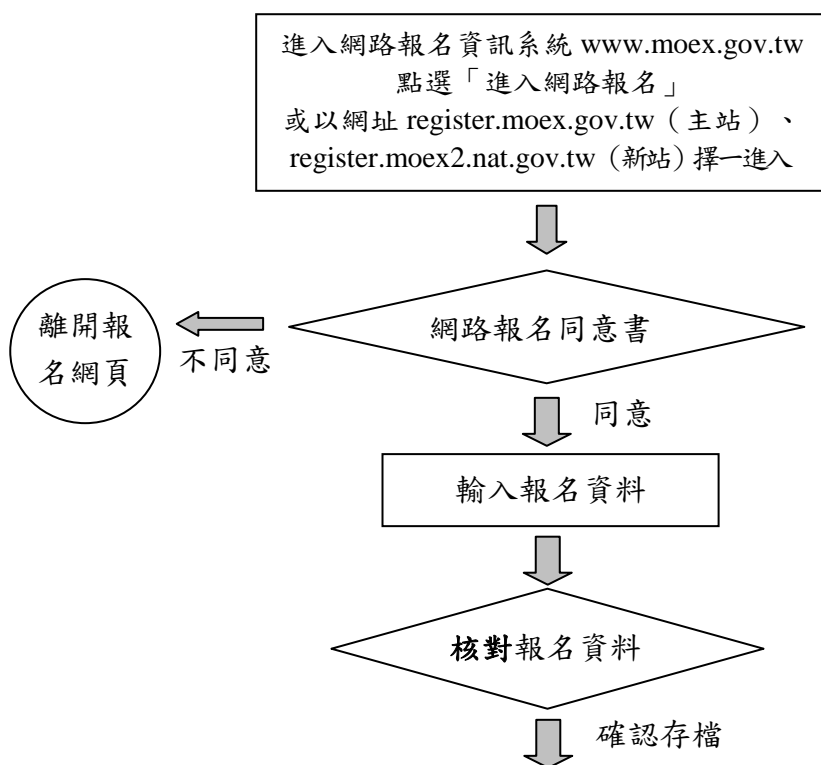 進入網路報名資訊系統 www.moex.gov.tw
點選「進入網路報名」
或以網址 register.moex.gov.tw（主站）、
register.moex2.nat.gov.tw（新站）擇一進入
網路報名同意書
離開報
名網頁
不同意
同意
輸入報名資料
核對報名資料
確認存檔